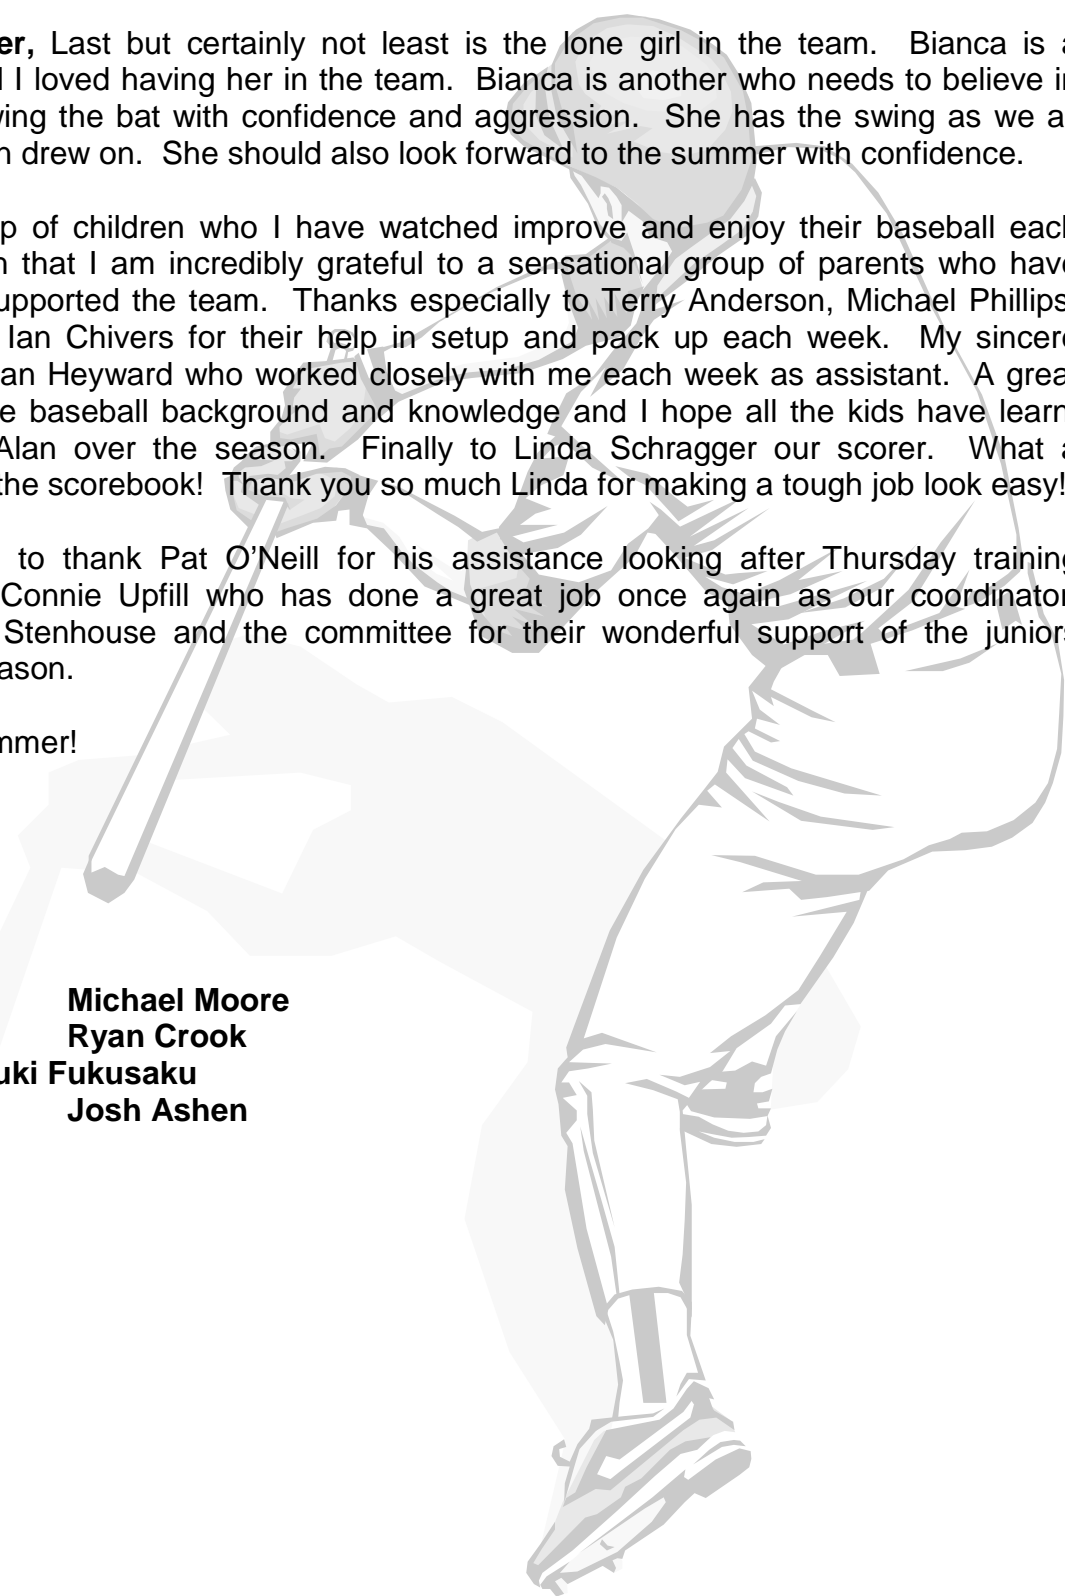 er, Last but certainly not least is the lone girl in the team. Bianca is a
I loved having her in the team. Bianca is another who needs to believe in
ing the bat with confidence and aggression. She has the swing as we a
n drew on. She should also look forward to the summer with confidence.
p of children who I have watched improve and enjoy their baseball each
n that I am incredibly grateful to a sensational group of parents who have
upported the team. Thanks especially to Terry Anderson, Michael Phillips
Ian Chivers for their help in setup and pack up each week. My sincere
an Heyward who worked closely with me each week as assistant. A grea
e baseball background and knowledge and I hope all the kids have learn
Alan over the season. Finally to Linda Schragger our scorer. What a
the scorebook! Thank you so much Linda for making a tough job look easy!
to thank Pat O'Neill for his assistance looking after Thursday training
Connie Upfill who has done a great job once again as our coordinator
Stenhouse and the committee for their wonderful support of the juniors
ason.
mmer!
Michael Moore
Ryan Crook
uki Fukusaku
Josh Ashen